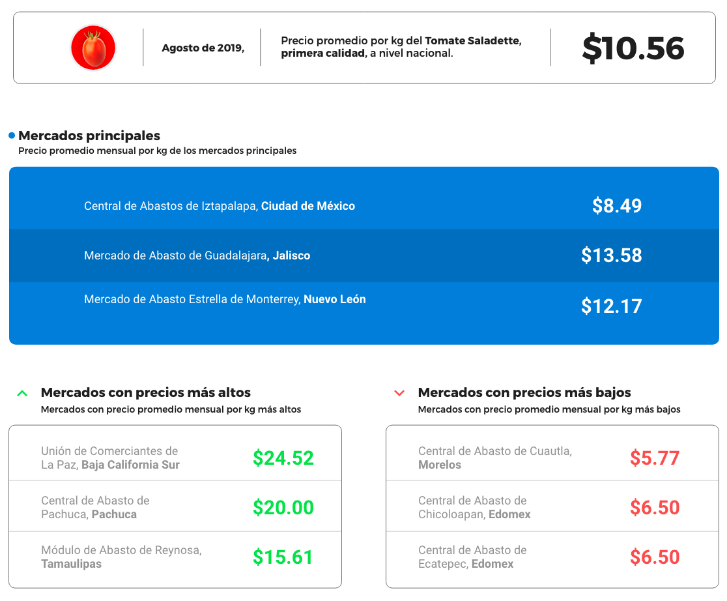 Agosto de 2019,
Precio promedio por kg del Tomate Saladette,
primera calidad, a nivel nacional.
$10.56
Mercados principales
Precio promedio mensual por kg de los mercados principales
Central de Abastos de Iztapalapa, Ciudad de México
$8.49
Mercado de Abasto de Guadalajara, Jalisco
$13.58
Mercado de Abasto Estrella de Monterrey, Nuevo León
$12.17
Mercados con precios más altos
Mercados con precio promedio mensual por kg más altos
Unión de Comerciantes de
La Paz, Baja California Sur
$24.52
Central de Abasto de
Pachuca, Pachuca
$20.00
Módulo de Abasto de Reynosa,
Tamaulipas
$15.61
Mercados con precios más bajos
Mercados con precio promedio mensual por kg más bajos
Central de Abasto de Cuautla,
Morelos
$5.77
Central de Abasto de
Chicoloapan, Edomex
$6.50
Central de Abasto de
Ecatepec, Edomex
$6.50